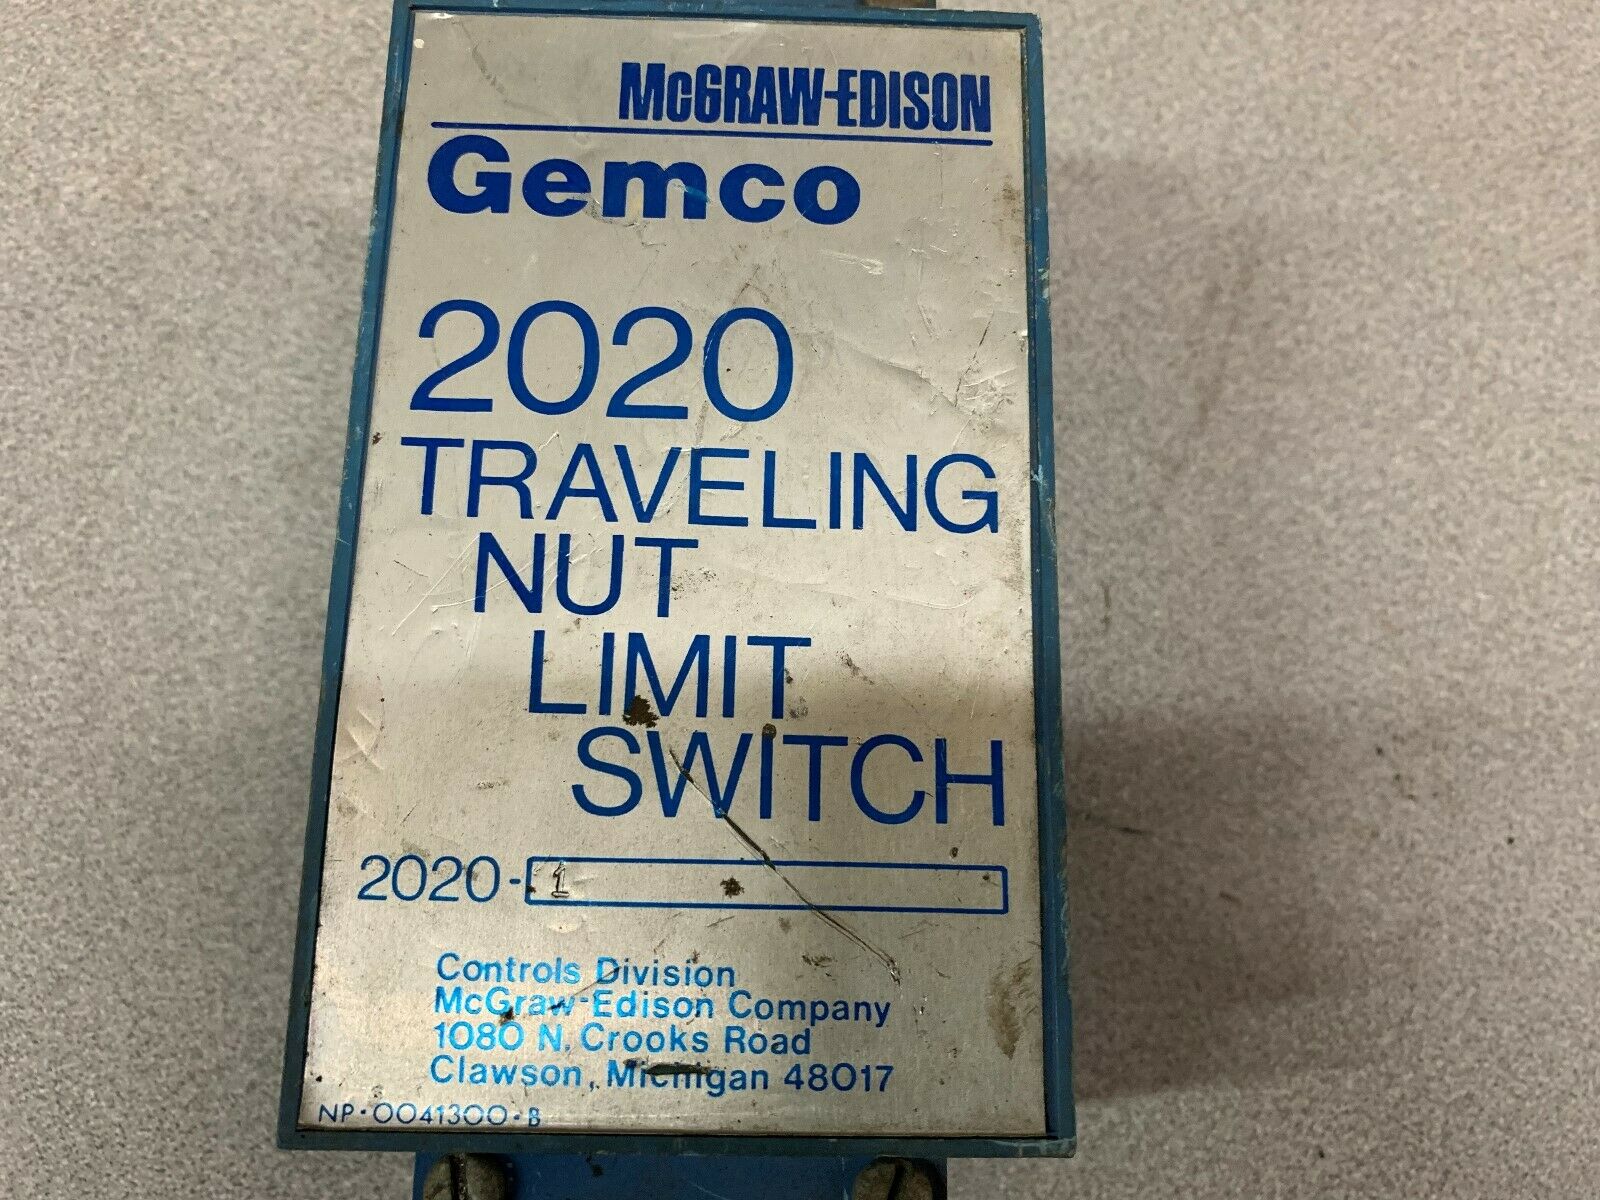 McGRAW-EDISON
Gemco
2020
TRAVELING
NUT
LIMIT
SWITCH
2020-1
Controls Division
McGraw-Edison Company
1080 N. Crooks Road
Clawson, Michigan 48017
NP·0041300·B